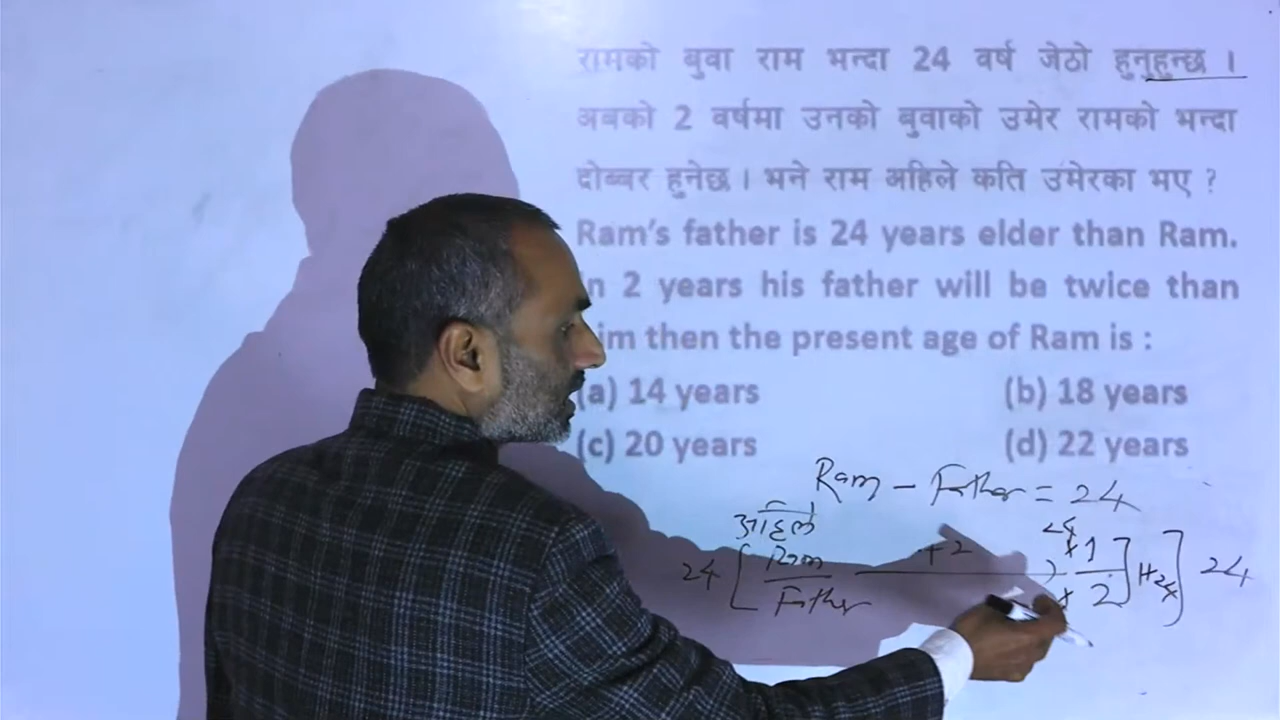 रामको बुवा राम भन्दा 24 वर्ष जेठो हुनुहुन्छ ।
अबको 2 वर्षमा उनको बुवाको उमेर रामको भन्दा
दोब्बर हुनेछ । भने राम अहिले कति उमेरका भए ?
Ram's father is 24 years elder than Ram.
n 2 years his father will be twice than
im then the present age of Ram is :
(a) 14 years (b) 18 years
(c) 20 years (d) 22 years
Ram - Father = 24
अहिले
24 [ Ram +2 1 ] 24
Father 2